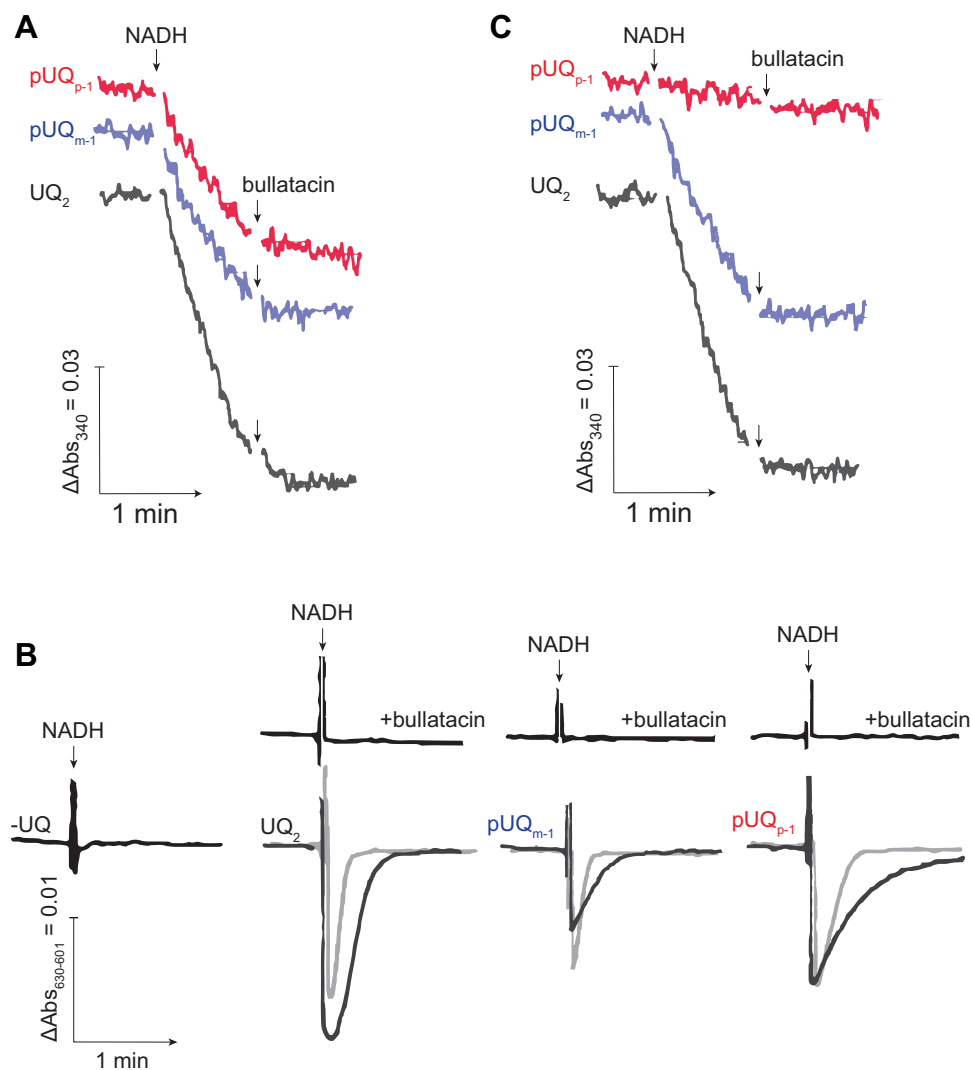 A
NADH
pUQp-1
pUQm-1
bullatacin
UQ2
ΔAbs340 = 0.03
1 min
C
NADH
bullatacin
pUQp-1
pUQm-1
UQ2
ΔAbs340 = 0.03
1 min
B
NADH
-UQ
ΔAbs630-601 = 0.01
1 min
NADH
+bullatacin
UQ2
NADH
+bullatacin
pUQm-1
NADH
+bullatacin
pUQp-1